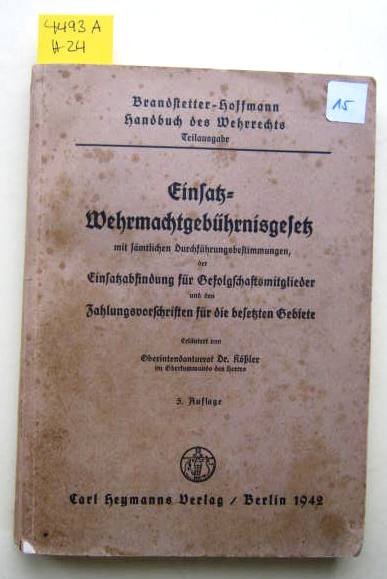 4493 A
H-24
15
Brandstetter-Hoffmann
Handbuch des Wehrrechts
Teilausgabe
Einsatz-
Wehrmachtgebührnisgesetz
mit sämtlichen Durchführungsbestimmungen,
der
Einsatzabfindung für Gefolgschaftsmitglieder
und den
Zahlungsvorschriften für die besetzten Gebiete
Erläutert von
Oberintendanturrat Dr. Kößler
im Oberkommando des Heeres
5. Auflage
Carl Heymanns Verlag / Berlin 1942